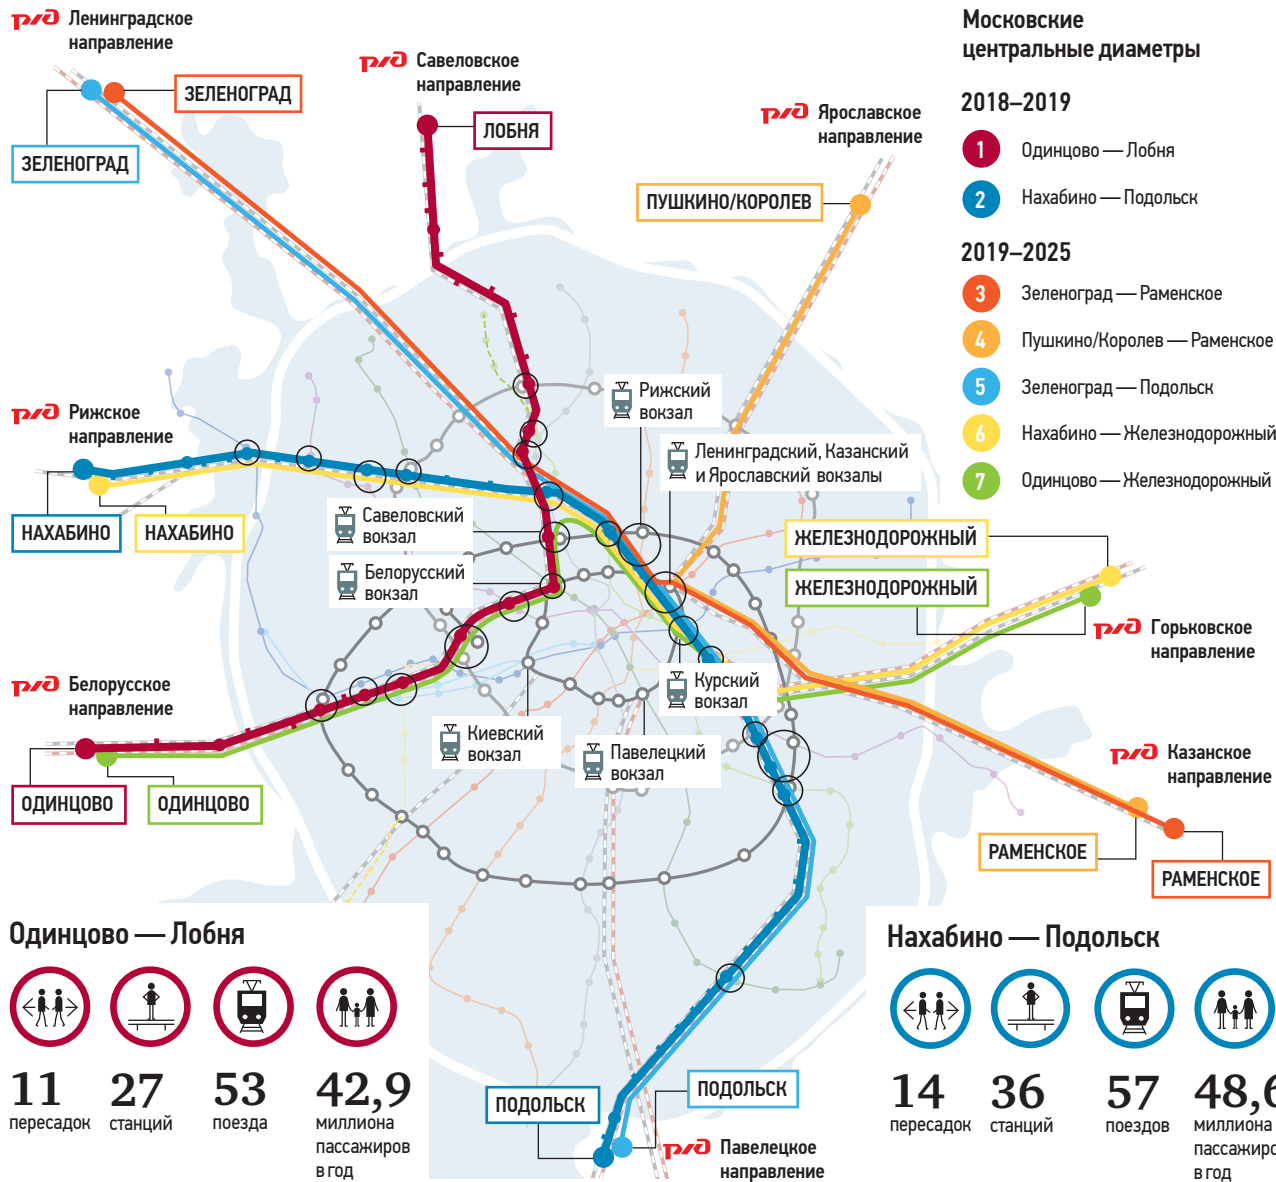 Ленинградское
направление
Савеловское
направление
Ярославское
направление
Московские
центральные диаметры
2018–2019
1 Одинцово — Лобня
2 Нахабино — Подольск
2019–2025
3 Зеленоград — Раменское
4 Пушкино/Королев — Раменское
5 Зеленоград — Подольск
6 Нахабино — Железнодорожный
7 Одинцово — Железнодорожный
ЗЕЛЕНОГРАД
ЗЕЛЕНОГРАД
ЛОБНЯ
ПУШКИНО/КОРОЛЕВ
Рижский
вокзал
Рижское
направление
Ленинградский, Казанский
и Ярославский вокзалы
НАХАБИНО
НАХАБИНО
Савеловский
вокзал
Белорусский
вокзал
ЖЕЛЕЗНОДОРОЖНЫЙ
ЖЕЛЕЗНОДОРОЖНЫЙ
Горьковское
направление
Белорусское
направление
Курский
вокзал
Киевский
вокзал
Павелецкий
вокзал
Казанское
направление
ОДИНЦОВО
ОДИНЦОВО
РАМЕНСКОЕ
РАМЕНСКОЕ
Одинцово — Лобня
11
пересадок
27
станций
53
поезда
42,9
миллиона
пассажиров
в год
ПОДОЛЬСК
ПОДОЛЬСК
Павелецкое
направление
Нахабино — Подольск
14
пересадок
36
станций
57
поездов
48,6
миллиона
пассажиро
в год